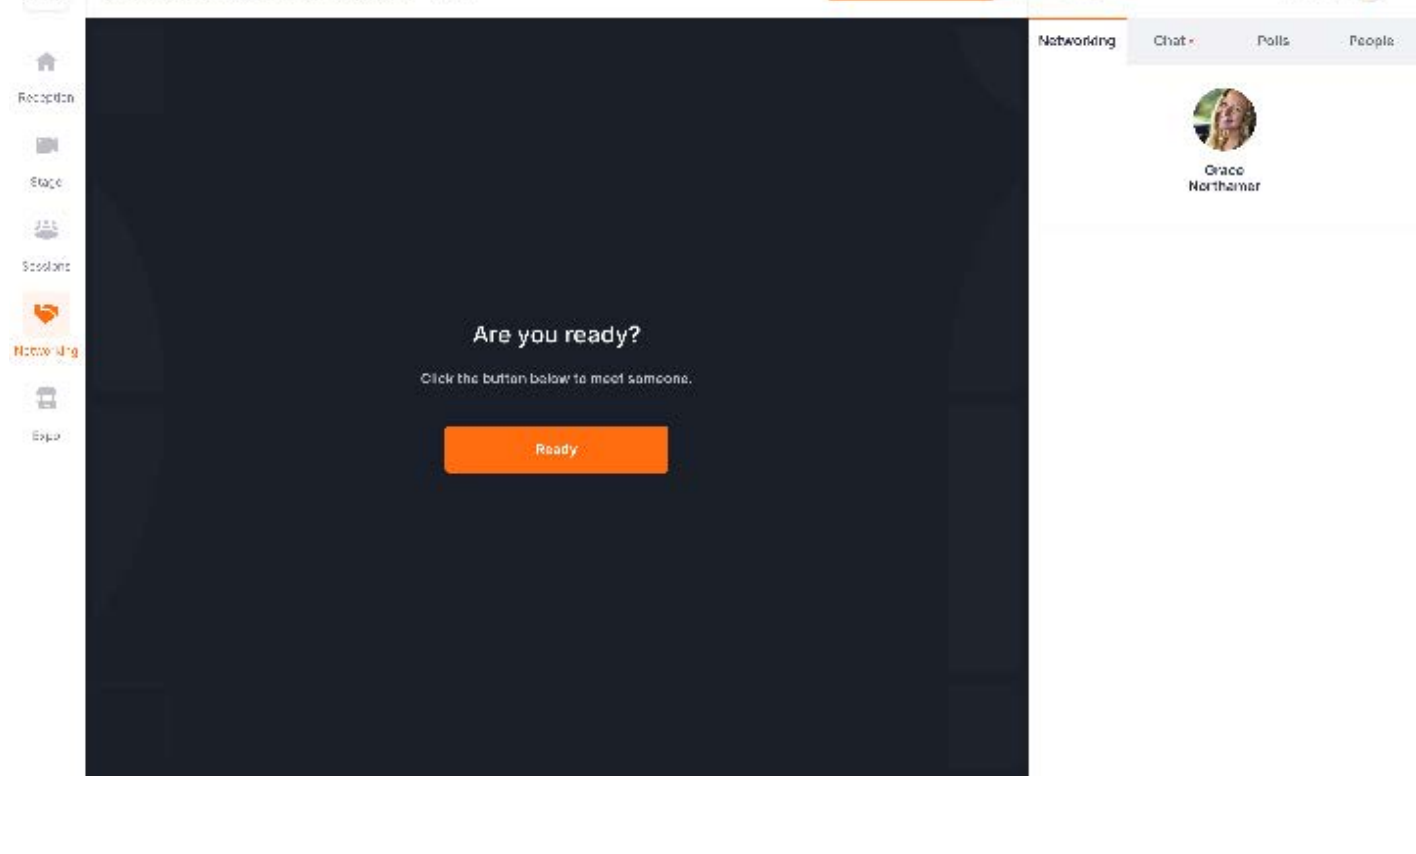 Networking
Chat
Polls
People
Reception
Stage
Sessions
Networking
Expo
Grace
Northamer
Are you ready?
Click the button below to meet someone.
Ready